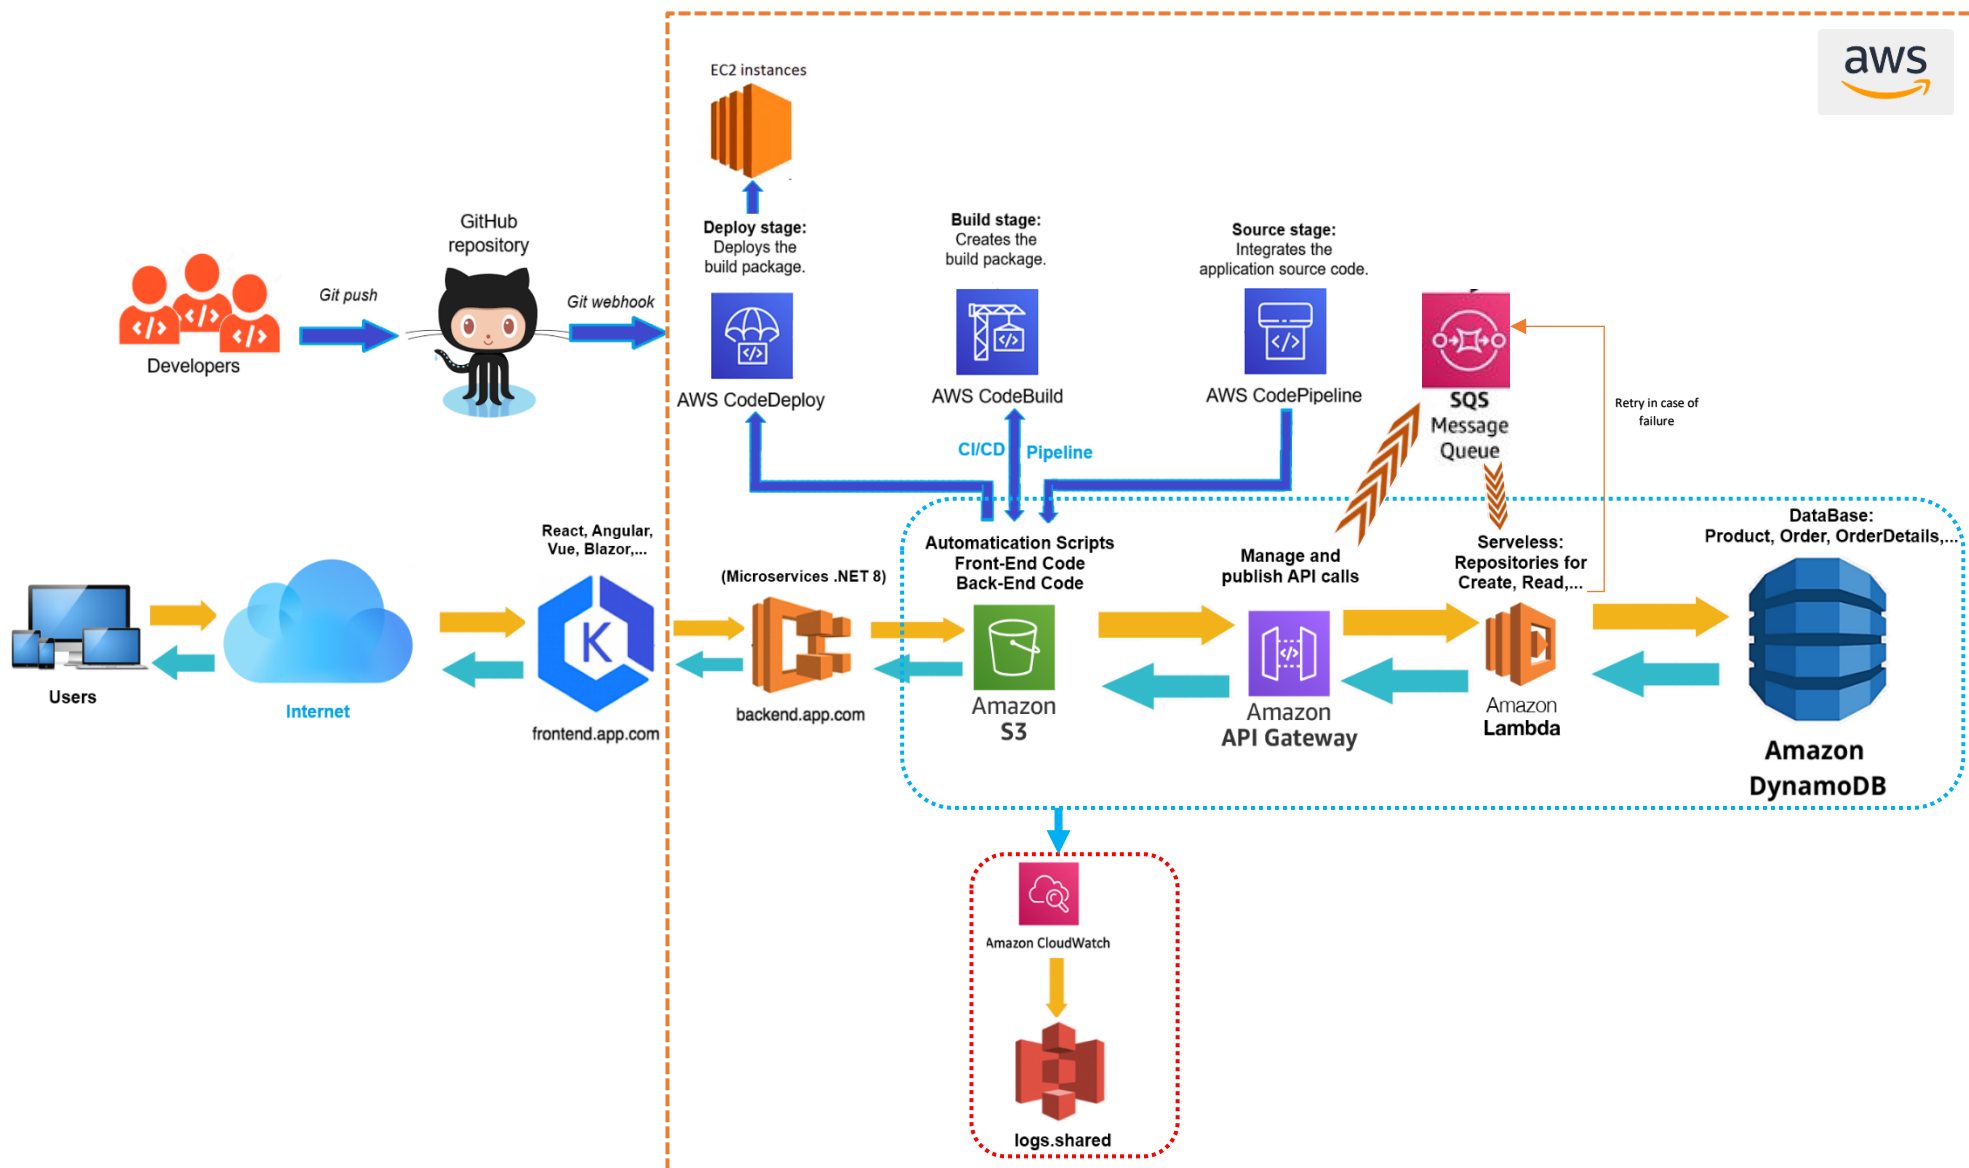 aws
EC2 instances
Deploy stage:
Deploys the
build package.
Build stage:
Creates the
build package.
Source stage:
Integrates the
application source code.
GitHub
repository
Git push
Git webhook
Developers
AWS CodeDeploy
AWS CodeBuild
AWS CodePipeline
SQS
Message
Queue
Retry in case of
failure
CI/CD
Pipeline
React, Angular,
Vue, Blazor,...
(Microservices .NET 8)
Automatication Scripts
Front-End Code
Back-End Code
Manage and
publish API calls
Serveless:
Repositories for
Create, Read,...
DataBase:
Product, Order, OrderDetails,...
K
Users
Internet
frontend.app.com
backend.app.com
Amazon
S3
Amazon
API Gateway
Amazon
Lambda
Amazon
DynamoDB
Amazon CloudWatch
logs.shared